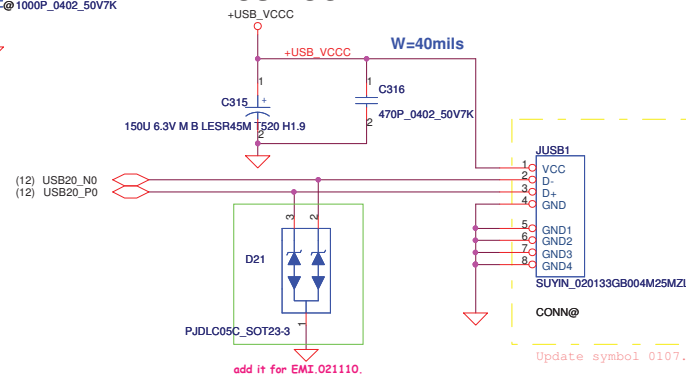 @1000P_0402_50V7K
+USB_VCCC
+USB_VCCC
W=40mils
1
C315
+
2
150U 6.3V M B LESR45M T520 H1.9
1
C316
2
470P_0402_50V7K
JUSB1
(12) USB20_N0
(12) USB20_P0
1 VCC
2 D-
3 D+
4 GND
5 GND1
6 GND2
7 GND3
8 GND4
3
2
D21
1
PJDLC05C_SOT23-3
SUYIN_020133GB004M25MZL
CONN@
Update symbol 0107.
add it for EMI.021110.